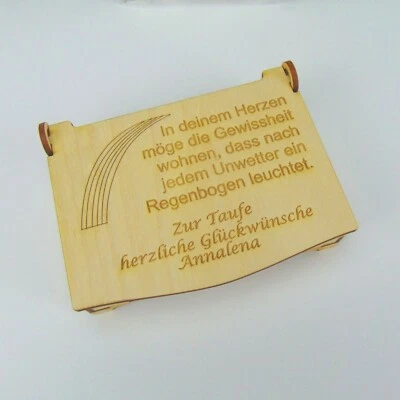 In deinem Herzen
möge die Gewissheit
wohnen, dass nach
jedem Unwetter ein
Regenbogen leuchtet.
Zur Taufe
herzliche Glückwünsche
Annalena